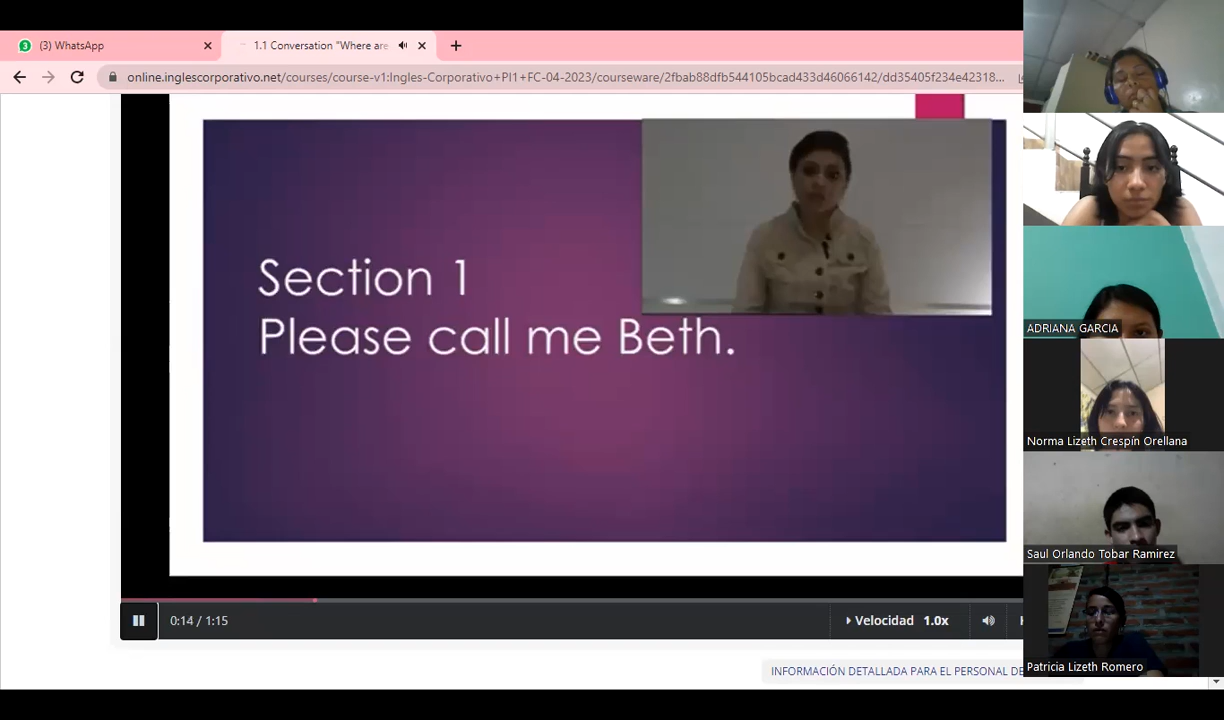 3 (3) WhatsApp
1.1 Conversation "Where are
online.inglescorporativo.net/courses/course-v1:Ingles-Corporativo+PI1+FC-04-2023/courseware/2fbab88dfb544105bcad433d46066142/dd35405f234e42318...
Section 1
Please call me Beth.
ADRIANA GARCIA
Norma Lizeth Crespín Orellana
Saul Orlando Tobar Ramirez
Patricia Lizeth Romero
0:14 / 1:15
Velocidad 1.0x
INFORMACIÓN DETALLADA PARA EL PERSONAL DE